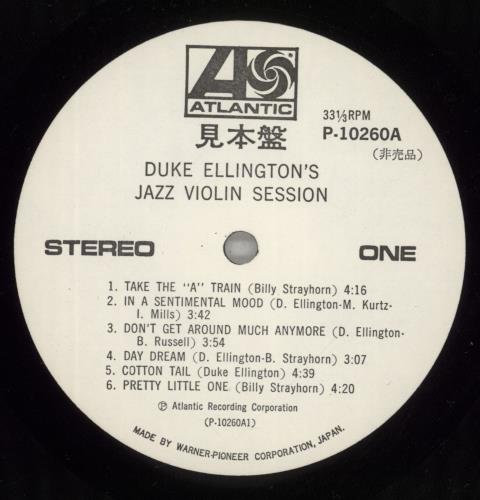 ATLANTIC
見本盤
33⅓RPM
P-10260A
(非売品)
DUKE ELLINGTON'S
JAZZ VIOLIN SESSION
STEREO
ONE
1. TAKE THE "A" TRAIN (Billy Strayhorn) 4:16
2. IN A SENTIMENTAL MOOD (D. Ellington-M. Kurtz-
I. Mills) 3:42
3. DON'T GET AROUND MUCH ANYMORE (D. Ellington-
B. Russell) 3:54
4. DAY DREAM (D. Ellington-B. Strayhorn) 3:07
5. COTTON TAIL (Duke Ellington) 4:39
6. PRETTY LITTLE ONE (Billy Strayhorn) 4:20
℗ Atlantic Recording Corporation
(P-10260A1)
MADE BY WARNER-PIONEER CORPORATION, JAPAN.